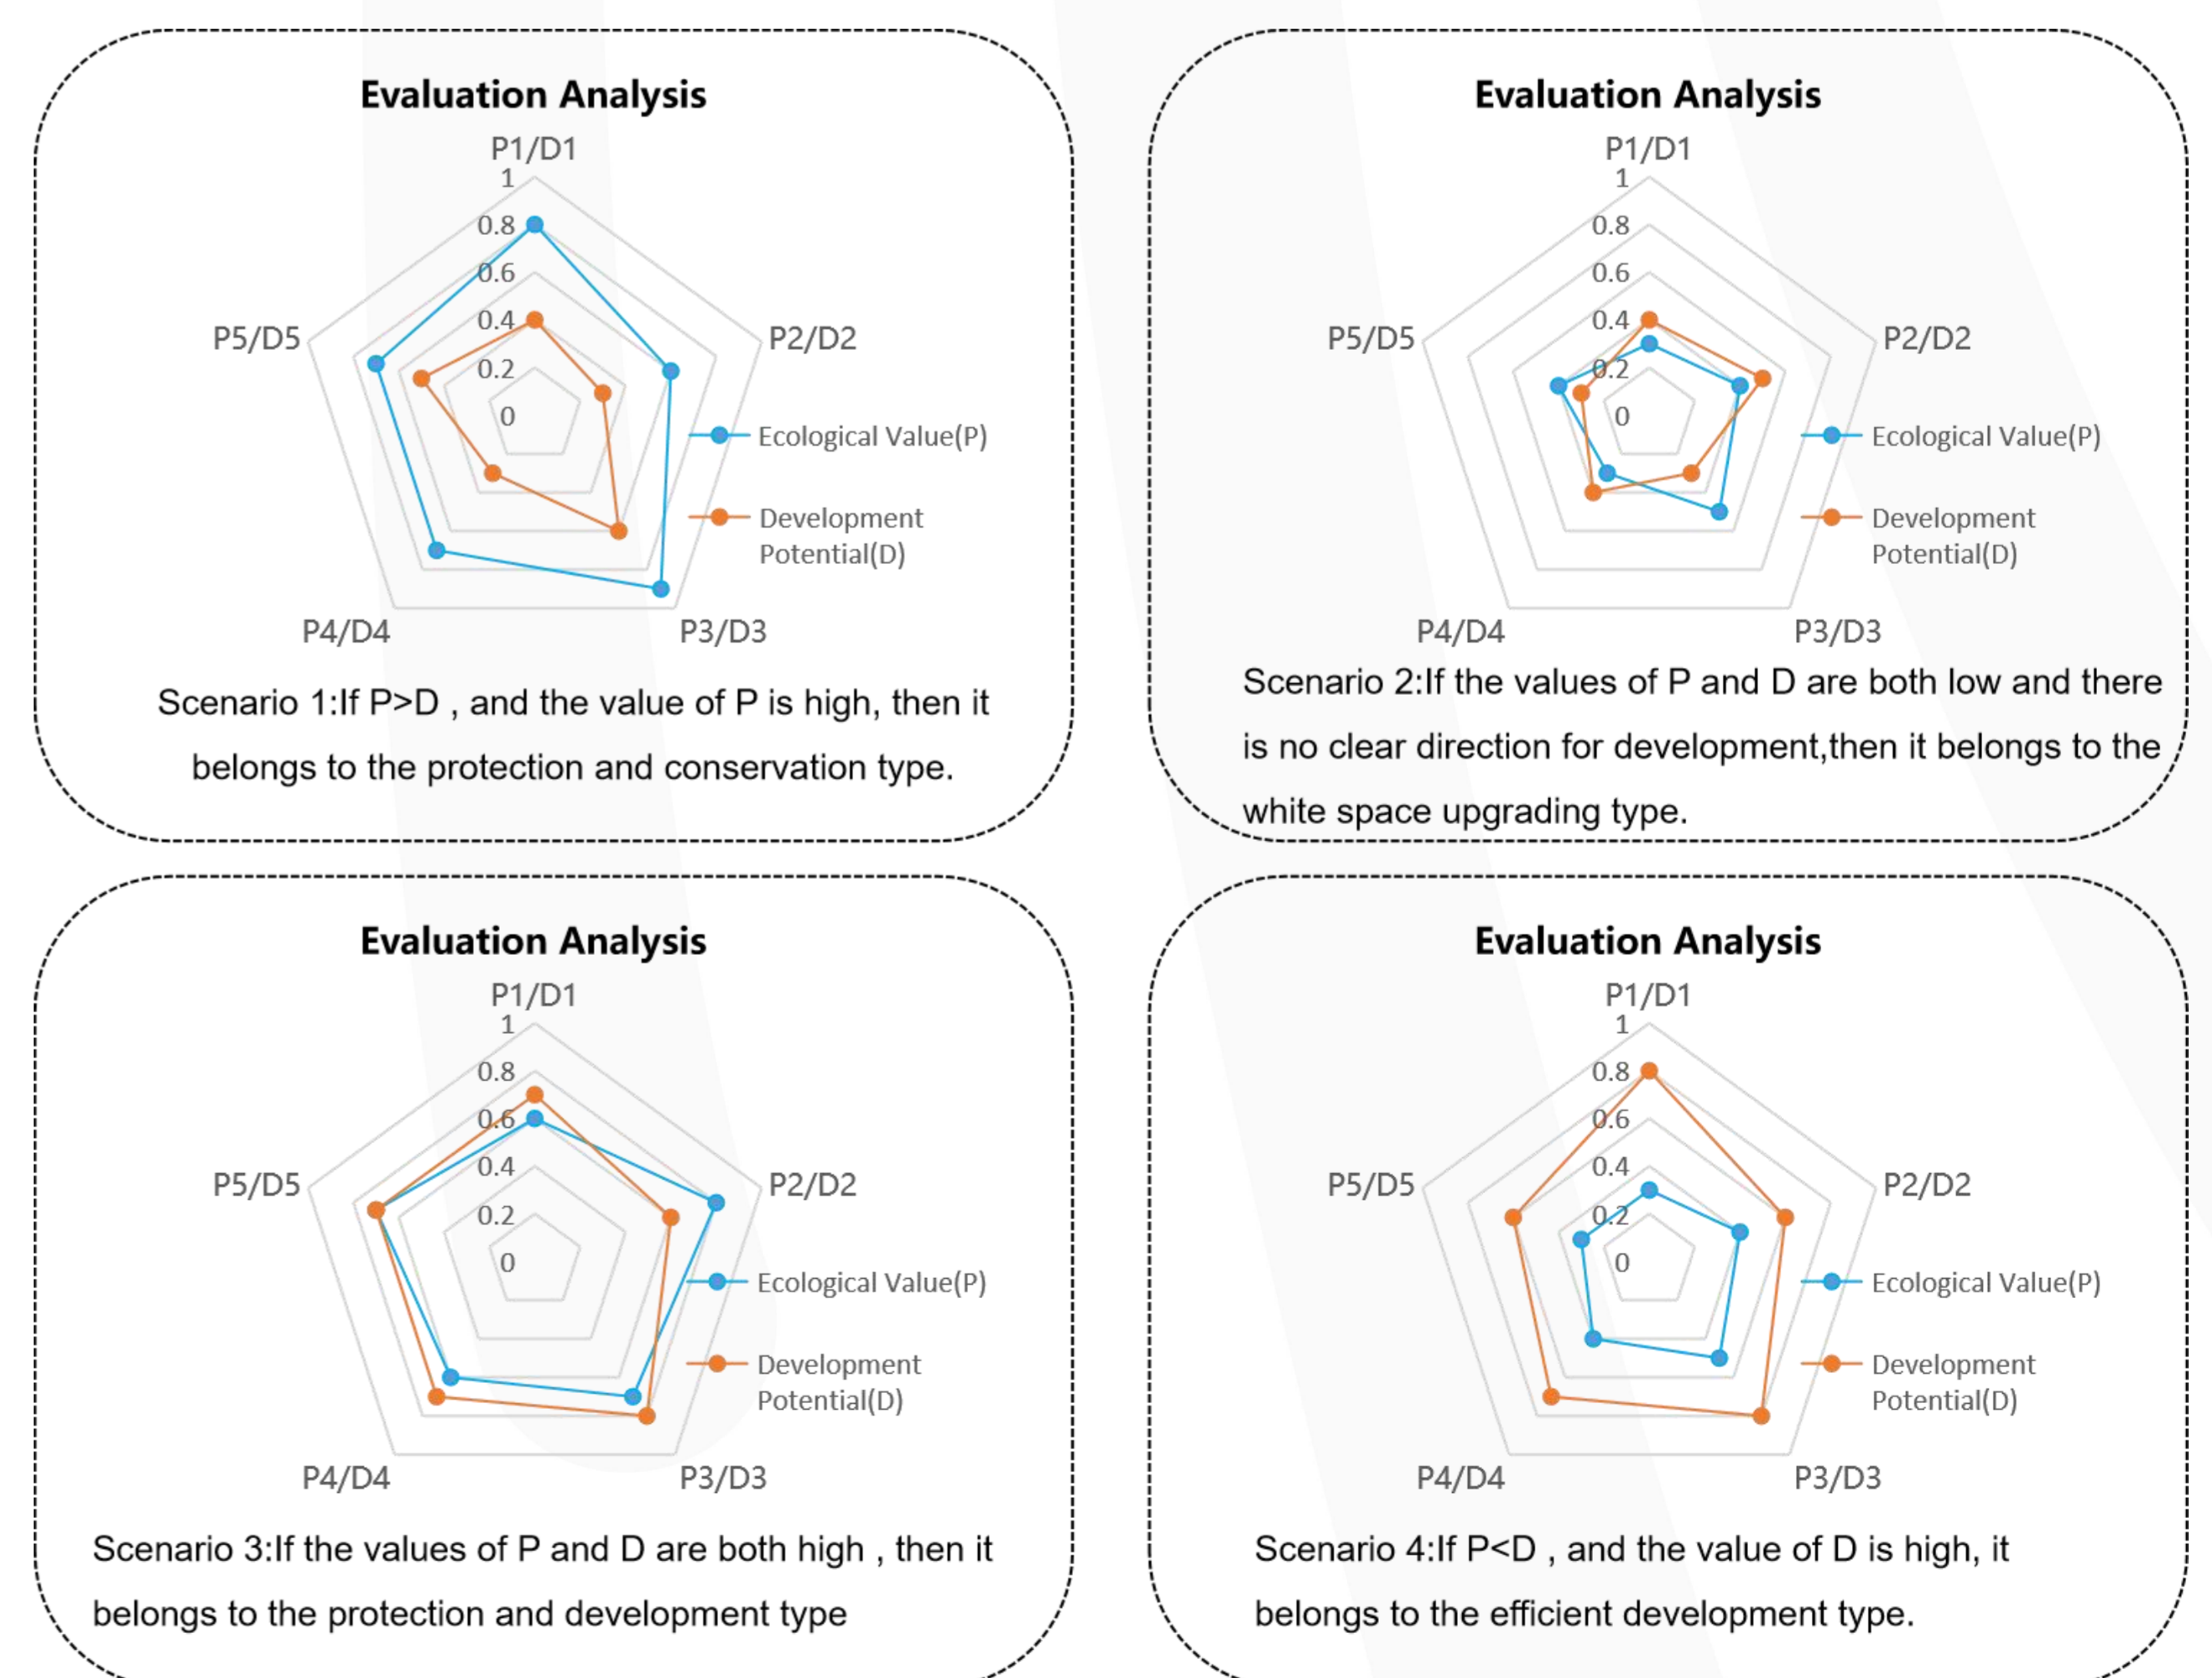 Evaluation Analysis
P1/D1
1
0.8
0.6
0.4
0.2
0
P5/D5
P2/D2
P4/D4
P3/D3
Ecological Value(P)
Development
Potential(D)
Scenario 1:If P>D , and the value of P is high, then it
belongs to the protection and conservation type.
Evaluation Analysis
P1/D1
1
0.8
0.6
0.4
0.2
0
P5/D5
P2/D2
P4/D4
P3/D3
Ecological Value(P)
Development
Potential(D)
Scenario 2:If the values of P and D are both low and there
is no clear direction for development,then it belongs to the
white space upgrading type.
Evaluation Analysis
P1/D1
1
0.8
0.6
0.4
0.2
0
P5/D5
P2/D2
P4/D4
P3/D3
Ecological Value(P)
Development
Potential(D)
Scenario 3:If the values of P and D are both high , then it
belongs to the protection and development type
Evaluation Analysis
P1/D1
1
0.8
0.6
0.4
0.2
0
P5/D5
P2/D2
P4/D4
P3/D3
Ecological Value(P)
Development
Potential(D)
Scenario 4:If P<D , and the value of D is high, it
belongs to the efficient development type.